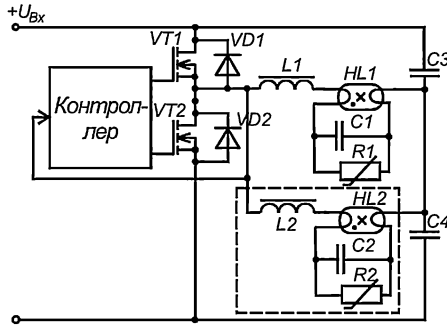 +UВх
VT1
VD1
L1
HL1
C3
Контрол-
лер
VT2
VD2
C1
R1
HL2
L2
C4
C2
R2